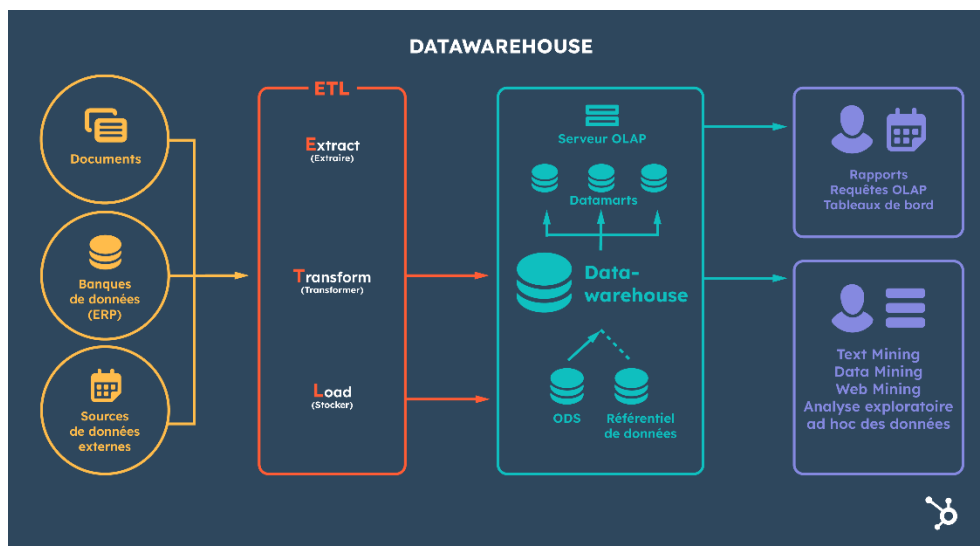 DATAWAREHOUSE
Documents
Banques
de données
(ERP)
Sources
de données
externes
ETL
Extract
(Extraire)
Transform
(Transformer)
Load
(Stocker)
Serveur OLAP
Datamarts
Data-
warehouse
ODS
Référentiel
de données
Rapports
Requêtes OLAP
Tableaux de bord
Text Mining
Data Mining
Web Mining
Analyse exploratoire
ad hoc des données